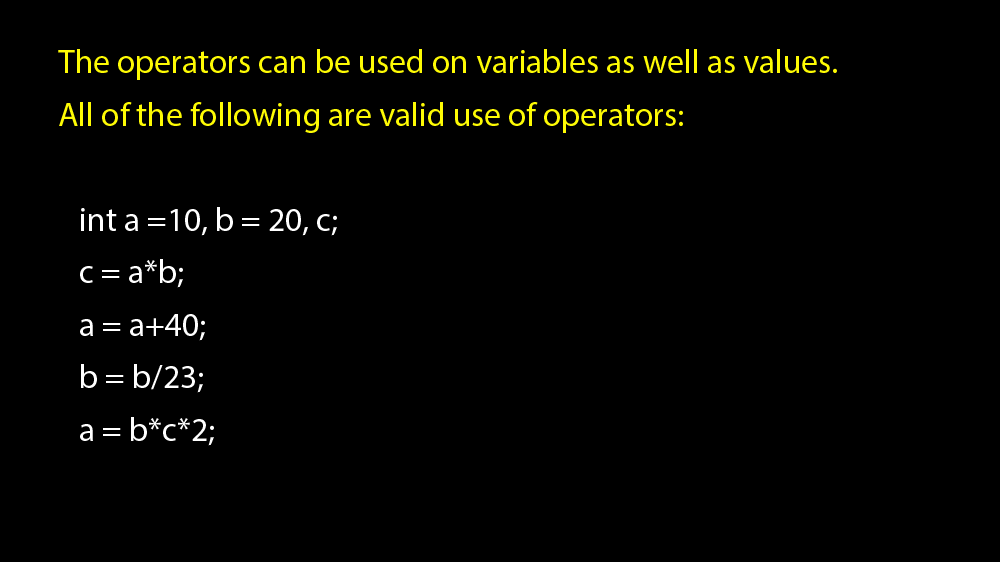 The operators can be used on variables as well as values.
All of the following are valid use of operators:
int a =10, b = 20, c;
c = a*b;
a = a+40;
b = b/23;
a = b*c*2;